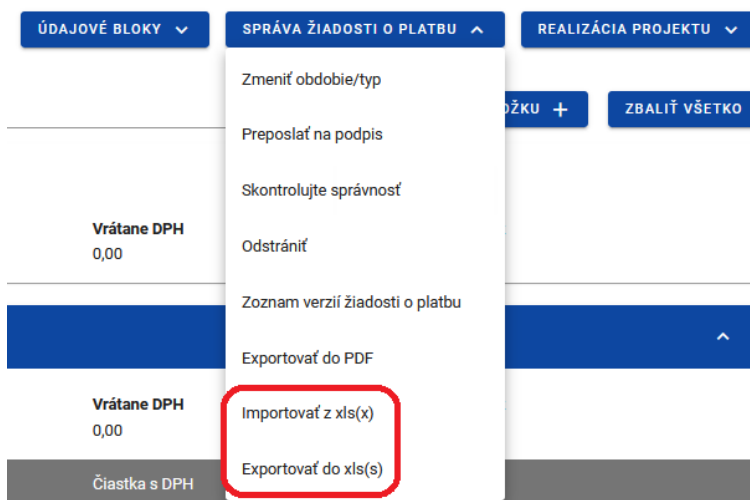 ÚDAJOVÉ BLOKY
SPRÁVA ŽIADOSTI O PLATBU
REALIZÁCIA PROJEKTU
Zmeniť obdobie/typ
ZBALIŤ VŠETKO
Preposlať na podpis
Skontrolujte správnosť
Vrátane DPH
0,00
Odstrániť
Zoznam verzií žiadosti o platbu
Exportovať do PDF
Vrátane DPH
0,00
Importovať z xls(x)
Exportovať do xls(s)
Čiastka s DPH